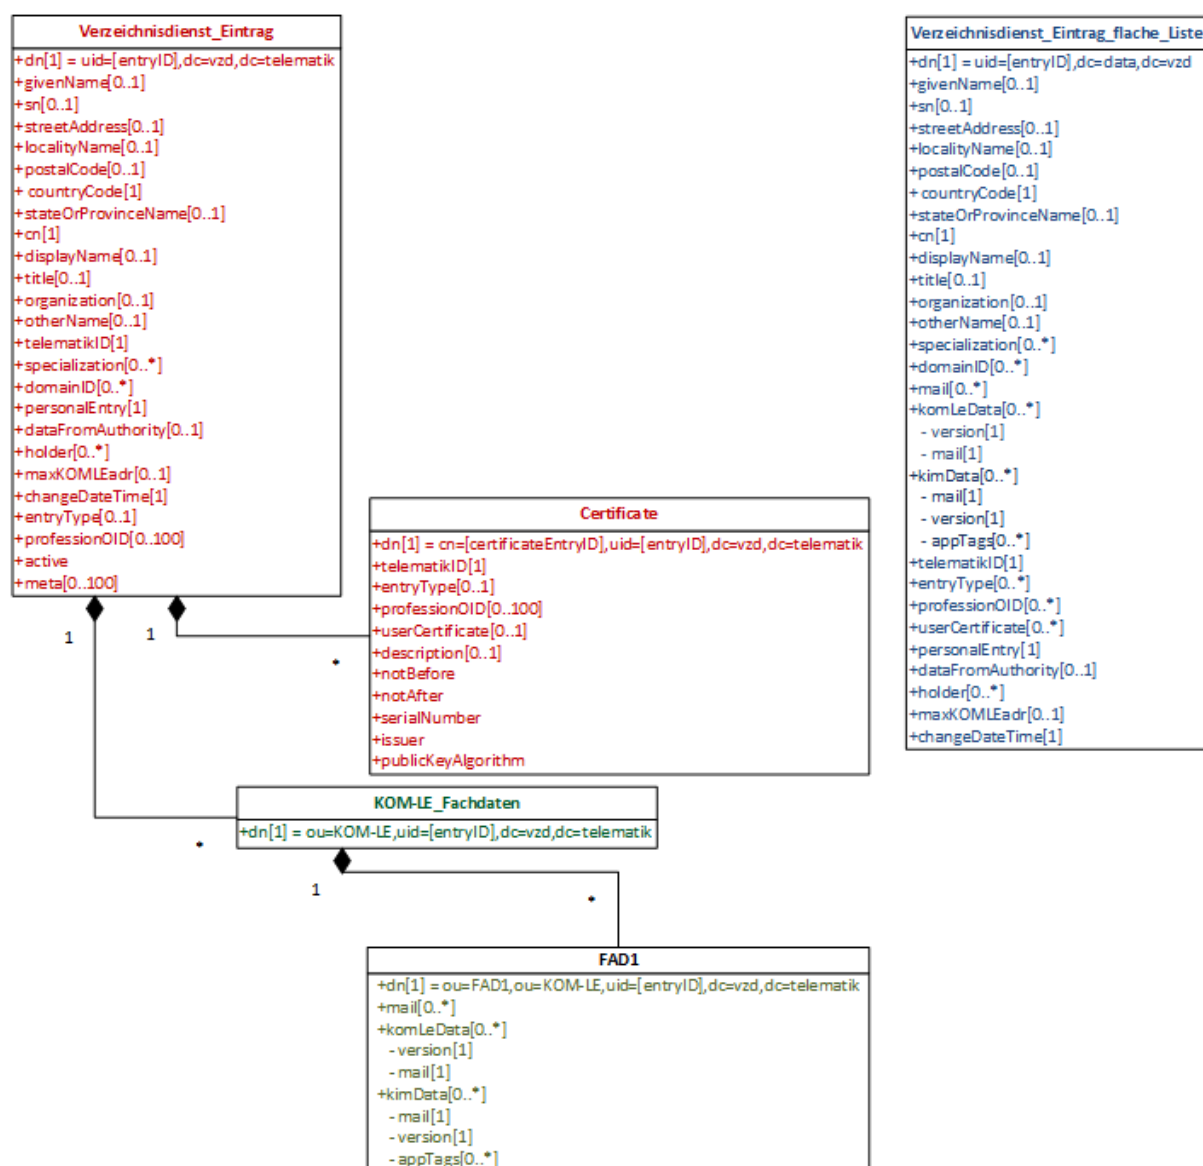 Verzeichnisdienst_Eintrag
+dn[1] = uid=[entryID],dc=vzd,dc=telematik
+givenName[0..1]
+sn[0..1]
+streetAddress[0..1]
+localityName[0..1]
+postalCode[0..1]
+ countryCode[1]
+stateOrProvinceName[0..1]
+cn[1]
+displayName[0..1]
+title[0..1]
+organization[0..1]
+otherName[0..1]
+telematikID[1]
+specialization[0..*]
+domainID[0..*]
+personalEntry[1]
+dataFromAuthority[0..1]
+holder[0..*]
+maxKOMLEadr[0..1]
+changeDateTime[1]
+entryType[0..1]
+professionOID[0..100]
+active
+meta[0..100]
1
1
*
Certificate
+dn[1] = cn=[certificateEntryID],uid=[entryID],dc=vzd,dc=telematik
+telematikID[1]
+entryType[0..1]
+professionOID[0..100]
+userCertificate[0..1]
+description[0..1]
+notBefore
+notAfter
+serialNumber
+issuer
+publicKeyAlgorithm
*
KOM-LE_Fachdaten
+dn[1] = ou=KOM-LE,uid=[entryID],dc=vzd,dc=telematik
1
*
FAD1
+dn[1] = ou=FAD1,ou=KOM-LE,uid=[entryID],dc=vzd,dc=telematik
+mail[0..*]
+komLeData[0..*]
- version[1]
- mail[1]
+kimData[0..*]
- mail[1]
- version[1]
- appTags[0..*]
Verzeichnisdienst_Eintrag_flache_Liste
+dn[1] = uid=[entryID],dc=data,dc=vzd
+givenName[0..1]
+sn[0..1]
+streetAddress[0..1]
+localityName[0..1]
+postalCode[0..1]
+ countryCode[1]
+stateOrProvinceName[0..1]
+cn[1]
+displayName[0..1]
+title[0..1]
+organization[0..1]
+otherName[0..1]
+specialization[0..*]
+domainID[0..*]
+mail[0..*]
+komLeData[0..*]
- version[1]
- mail[1]
+kimData[0..*]
- mail[1]
- version[1]
- appTags[0..*]
+telematikID[1]
+entryType[0..*]
+professionOID[0..*]
+userCertificate[0..*]
+personalEntry[1]
+dataFromAuthority[0..1]
+holder[0..*]
+maxKOMLEadr[0..1]
+changeDateTime[1]